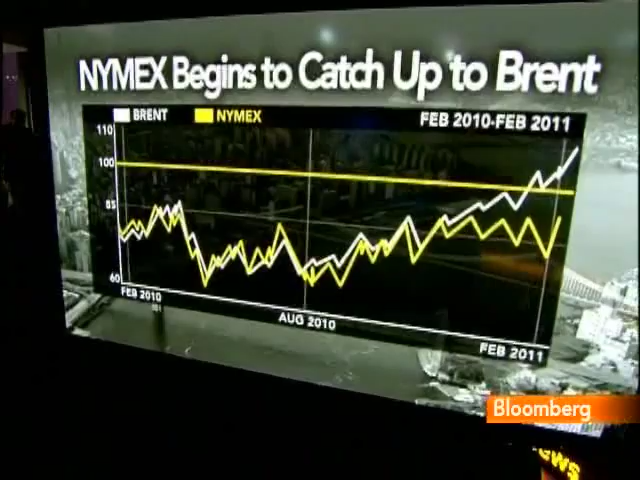 NYMEX Begins to Catch Up to Brent
BRENT NYMEX FEB 2010-FEB 2011
110
100
85
60
FEB 2010
AUG 2010
FEB 2011
Bloomberg
news